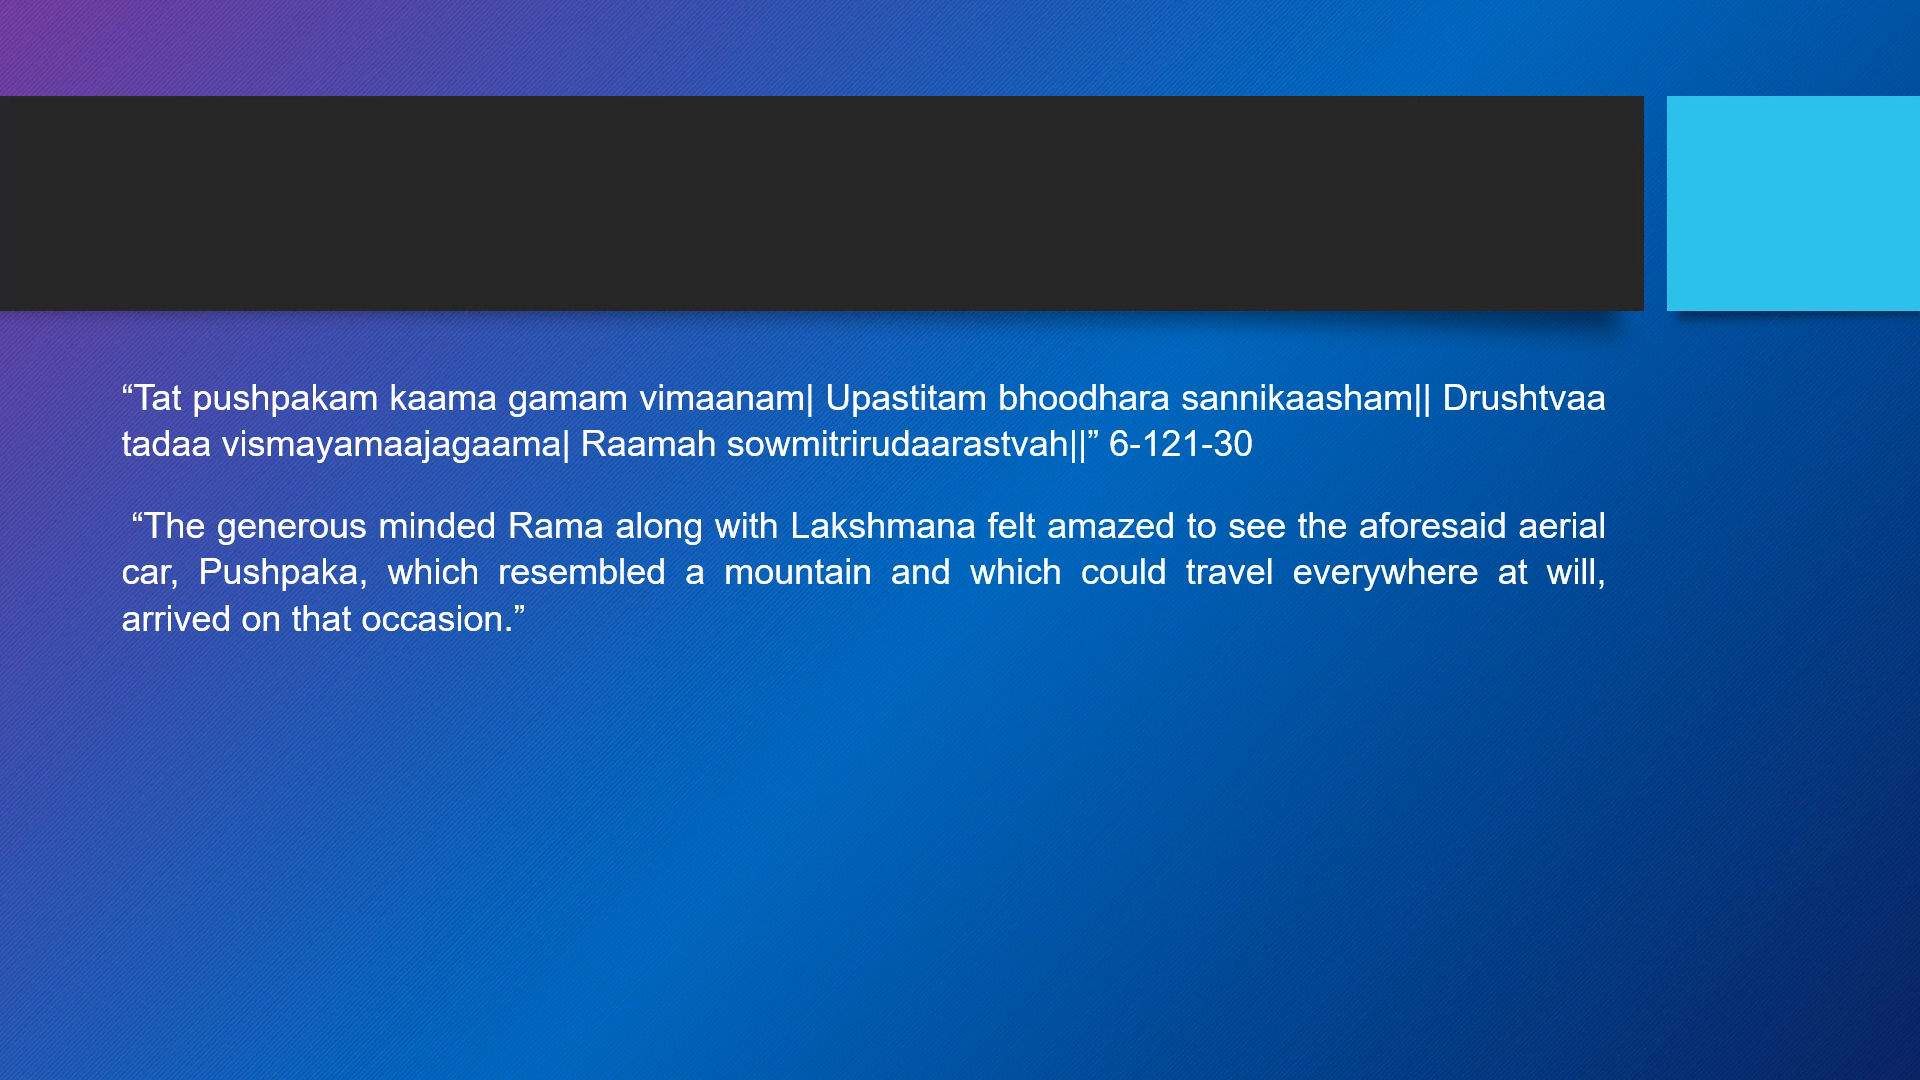 “Tat pushpakam kaama gamam vimaanam| Upastitam bhoodhara sannikaasham|| Drushtvaa
tadaa vismayamaajagaama| Raamah sowmitrirudaarastvah||” 6-121-30
“The generous minded Rama along with Lakshmana felt amazed to see the aforesaid aerial
car, Pushpaka, which resembled a mountain and which could travel everywhere at will,
arrived on that occasion.”